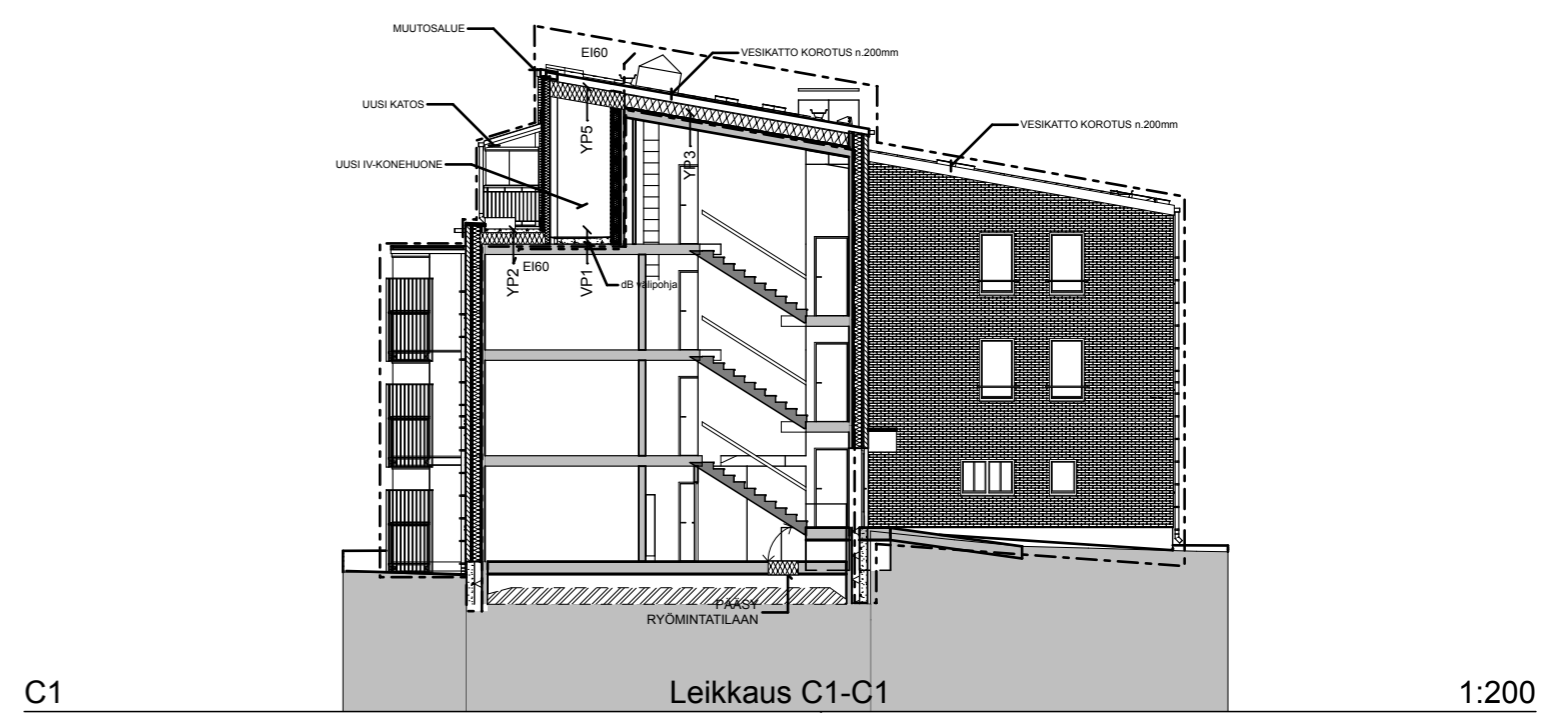 MUUTOSALUE
EI60
VESIKATTO KOROTUS n.200mm
UUSI KATOS
VESIKATTO KOROTUS n.200mm
YP5
YP3
UUSI IV-KONEHUONE
YP2
EI60
VP1
dB välipohja
PÄÄSY
RYÖMINTATILAAN
C1
Leikkaus C1-C1
1:200